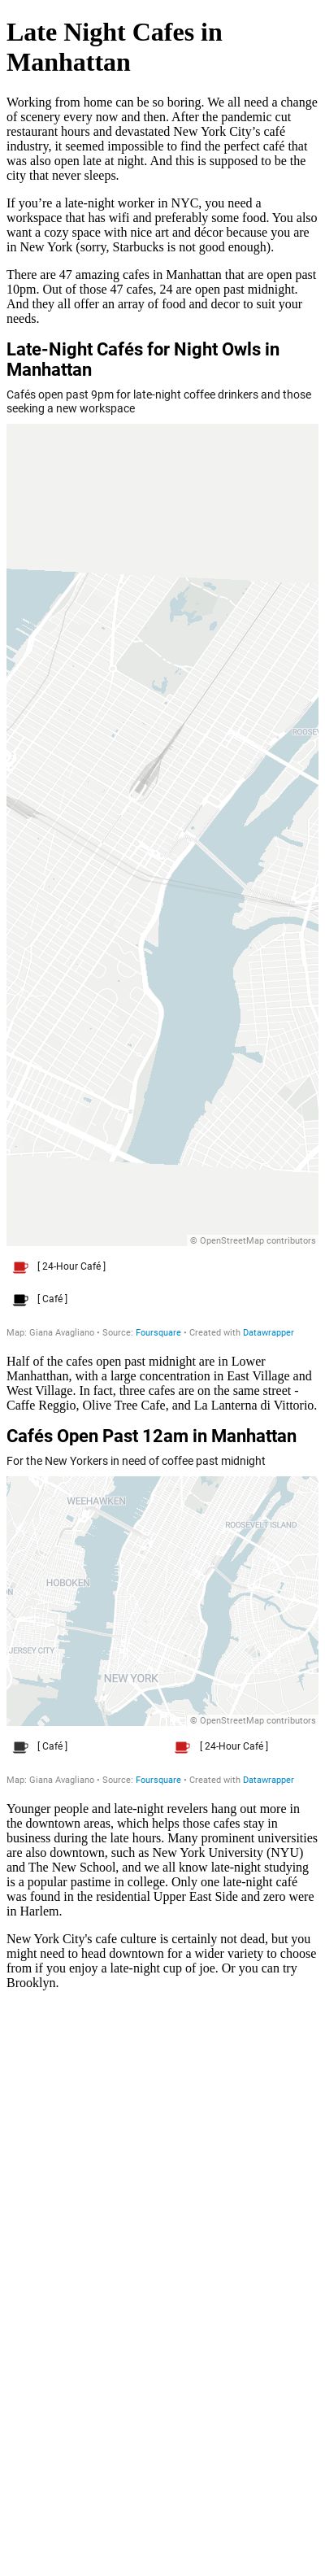 Late Night Cafes in
Manhattan
Working from home can be so boring. We all need a change
of scenery every now and then. After the pandemic cut
restaurant hours and devastated New York City’s café
industry, it seemed impossible to find the perfect café that
was also open late at night. And this is supposed to be the
city that never sleeps.
If you’re a late-night worker in NYC, you need a
workspace that has wifi and preferably some food. You also
want a cozy space with nice art and décor because you are
in New York (sorry, Starbucks is not good enough).
There are 47 amazing cafes in Manhattan that are open past
10pm. Out of those 47 cafes, 24 are open past midnight.
And they all offer an array of food and decor to suit your
needs.
Late-Night Cafés for Night Owls in
Manhattan
Cafés open past 9pm for late-night coffee drinkers and those
seeking a new workspace
ROOSEV
© OpenStreetMap contributors
[ 24-Hour Café ]
[ Café ]
Map: Giana Avagliano • Source: Foursquare • Created with Datawrapper
Half of the cafes open past midnight are in Lower
Manhatthan, with a large concentration in East Village and
West Village. In fact, three cafes are on the same street -
Caffe Reggio, Olive Tree Cafe, and La Lanterna di Vittorio.
Cafés Open Past 12am in Manhattan
For the New Yorkers in need of coffee past midnight
WEEHAWKEN
ROOSEVELT ISLAND
HOBOKEN
ON
JERSEY CITY
NEW YORK
© OpenStreetMap contributors
[ Café ] [ 24-Hour Café ]
Map: Giana Avagliano • Source: Foursquare • Created with Datawrapper
Younger people and late-night revelers hang out more in
the downtown areas, which helps those cafes stay in
business during the late hours. Many prominent universities
are also downtown, such as New York University (NYU)
and The New School, and we all know late-night studying
is a popular pastime in college. Only one late-night café
was found in the residential Upper East Side and zero were
in Harlem.
New York City's cafe culture is certainly not dead, but you
might need to head downtown for a wider variety to choose
from if you enjoy a late-night cup of joe. Or you can try
Brooklyn.